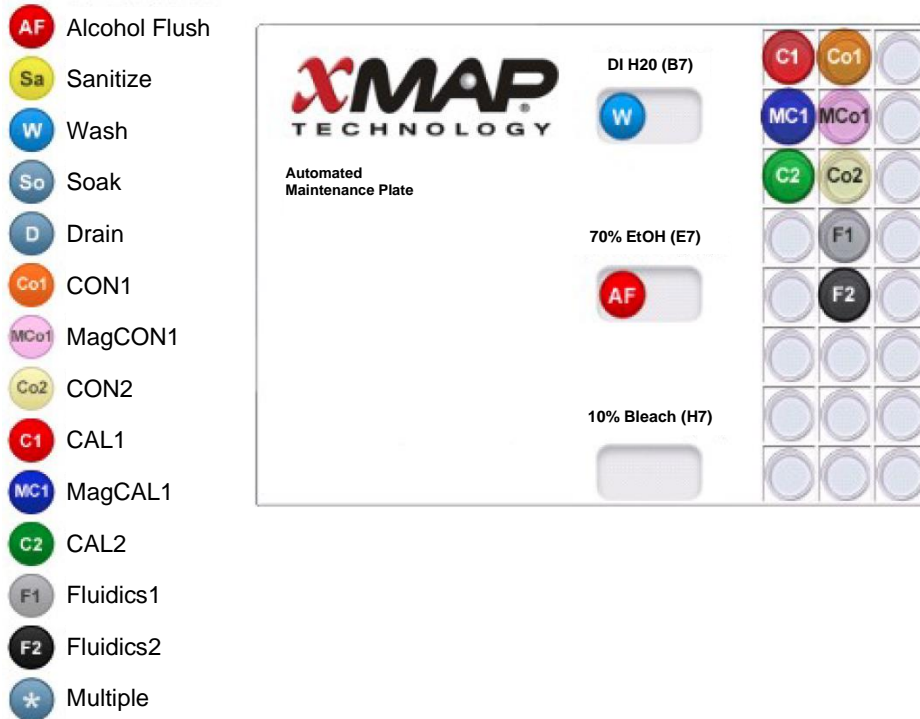 AF Alcohol Flush
Sa Sanitize
W Wash
So Soak
D Drain
Co1 CON1
MCo1 MagCON1
Co2 CON2
C1 CAL1
MC1 MagCAL1
C2 CAL2
F1 Fluidics1
F2 Fluidics2
* Multiple
xMAP®
TECHNOLOGY
Automated
Maintenance Plate
DI H20 (B7)
W
70% EtOH (E7)
AF
10% Bleach (H7)
C1 Co1
MC1 MCo1
C2 Co2
F1
F2